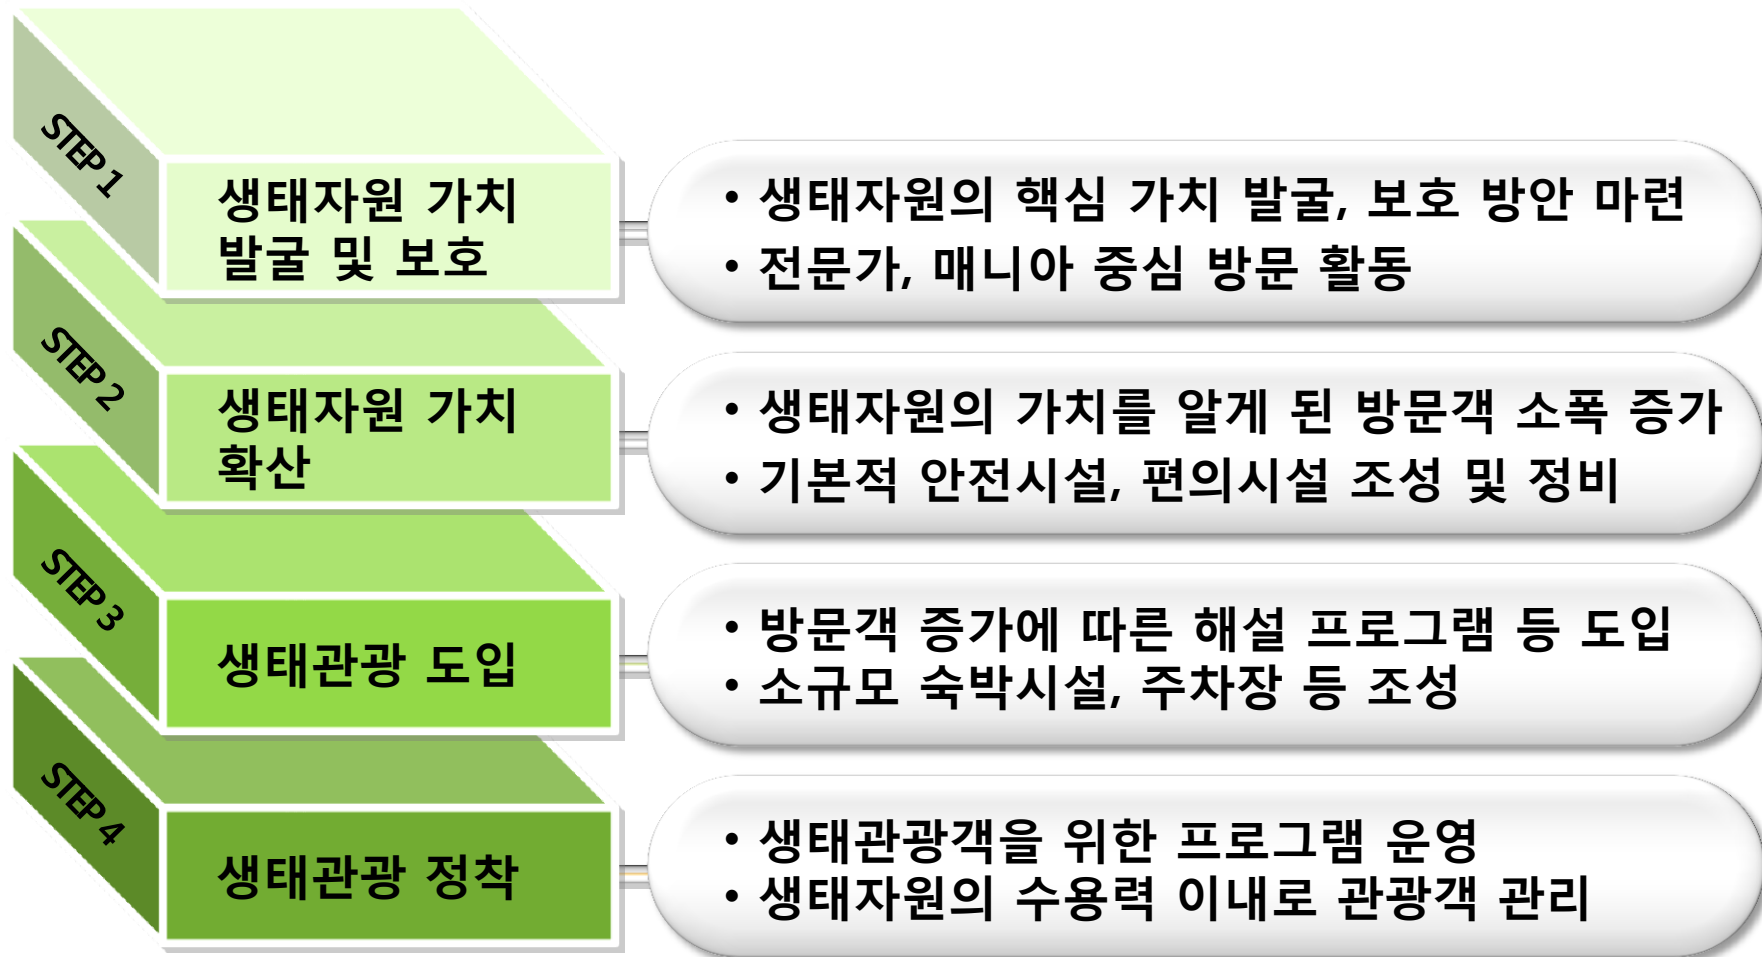 STEP 1
생태자원 가치
발굴 및 보호
• 생태자원의 핵심 가치 발굴, 보호 방안 마련
• 전문가, 매니아 중심 방문 활동
STEP 2
생태자원 가치
확산
• 생태자원의 가치를 알게 된 방문객 소폭 증가
• 기본적 안전시설, 편의시설 조성 및 정비
STEP 3
생태관광 도입
• 방문객 증가에 따른 해설 프로그램 등 도입
• 소규모 숙박시설, 주차장 등 조성
STEP 4
생태관광 정착
• 생태관광객을 위한 프로그램 운영
• 생태자원의 수용력 이내로 관광객 관리